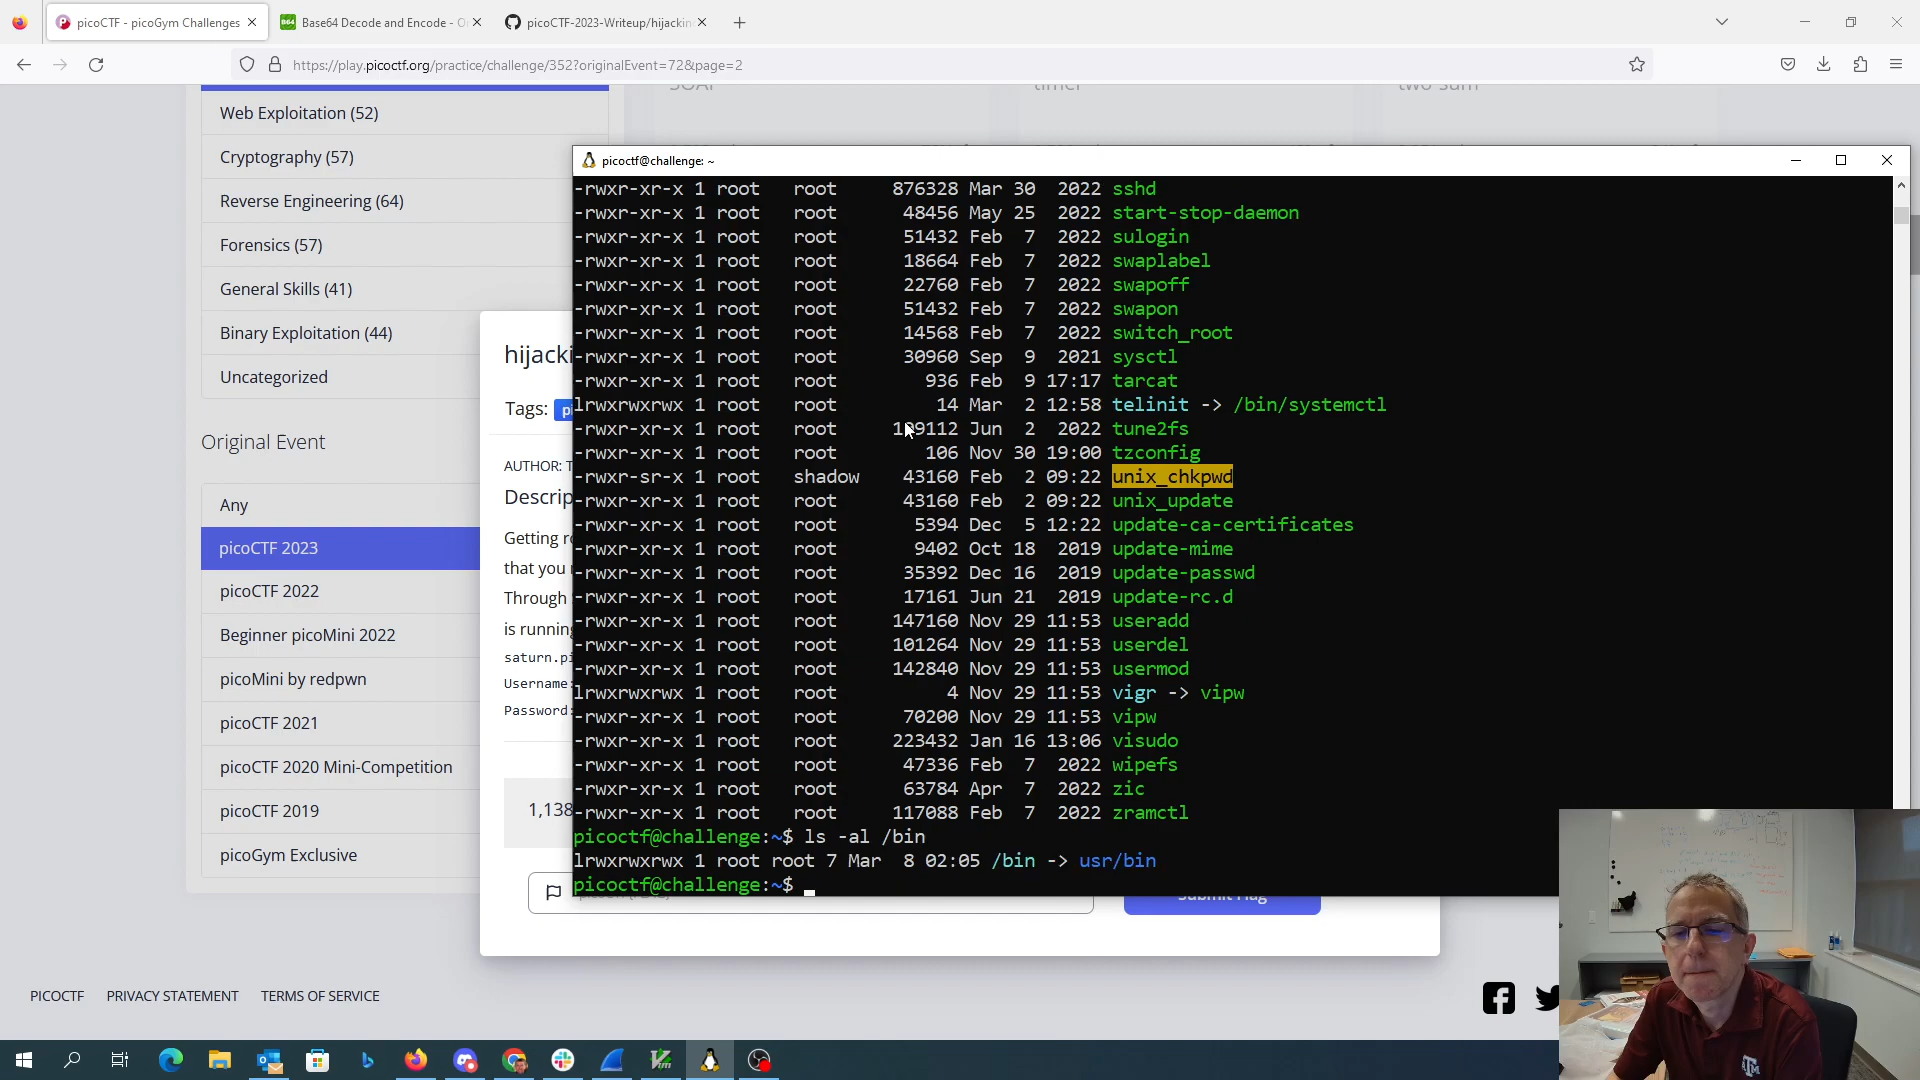 picoCTF - picoGym Challenges
Base64 Decode and Encode - O
picoCTF-2023-Writeup/hijackin
https://play.picoctf.org/practice/challenge/352?originalEvent=72&page=2
SOAP
timer
two-sum
Web Exploitation (52)
Cryptography (57)
Reverse Engineering (64)
Forensics (57)
General Skills (41)
Binary Exploitation (44)
Uncategorized
Original Event
Any
picoCTF 2023
picoCTF 2022
Beginner picoMini 2022
picoMini by redpwn
picoCTF 2021
picoCTF 2020 Mini-Competition
picoCTF 2019
picoGym Exclusive
hijacki
Tags: pi
AUTHOR: T
Descrip
Getting ro
that you
Through
is running
saturn.pi
Username:
Password:
1,138
Submit Flag
picoctf@challenge: ~
-rwxr-xr-x 1 root root 876328 Mar 30 2022 sshd
-rwxr-xr-x 1 root root 48456 May 25 2022 start-stop-daemon
-rwxr-xr-x 1 root root 51432 Feb 7 2022 sulogin
-rwxr-xr-x 1 root root 18664 Feb 7 2022 swaplabel
-rwxr-xr-x 1 root root 22760 Feb 7 2022 swapoff
-rwxr-xr-x 1 root root 51432 Feb 7 2022 swapon
-rwxr-xr-x 1 root root 14568 Feb 7 2022 switch_root
-rwxr-xr-x 1 root root 30960 Sep 9 2021 sysctl
-rwxr-xr-x 1 root root 936 Feb 9 17:17 tarcat
lrwxrwxrwx 1 root root 14 Mar 2 12:58 telinit -> /bin/systemctl
-rwxr-xr-x 1 root root 109112 Jun 2 2022 tune2fs
-rwxr-xr-x 1 root root 106 Nov 30 19:00 tzconfig
-rwxr-sr-x 1 root shadow 43160 Feb 2 09:22 unix_chkpwd
-rwxr-xr-x 1 root root 43160 Feb 2 09:22 unix_update
-rwxr-xr-x 1 root root 5394 Dec 5 12:22 update-ca-certificates
-rwxr-xr-x 1 root root 9402 Oct 18 2019 update-mime
-rwxr-xr-x 1 root root 35392 Dec 16 2019 update-passwd
-rwxr-xr-x 1 root root 17161 Jun 21 2019 update-rc.d
-rwxr-xr-x 1 root root 147160 Nov 29 11:53 useradd
-rwxr-xr-x 1 root root 101264 Nov 29 11:53 userdel
-rwxr-xr-x 1 root root 142840 Nov 29 11:53 usermod
lrwxrwxrwx 1 root root 4 Nov 29 11:53 vigr -> vipw
-rwxr-xr-x 1 root root 70200 Nov 29 11:53 vipw
-rwxr-xr-x 1 root root 223432 Jan 16 13:06 visudo
-rwxr-xr-x 1 root root 47336 Feb 7 2022 wipefs
-rwxr-xr-x 1 root root 63784 Apr 7 2022 zic
-rwxr-xr-x 1 root root 117088 Feb 7 2022 zramctl
picoctf@challenge:~$ ls -al /bin
lrwxrwxrwx 1 root root 7 Mar 8 02:05 /bin -> usr/bin
picoctf@challenge:~$
PICOCTF
PRIVACY STATEMENT
TERMS OF SERVICE